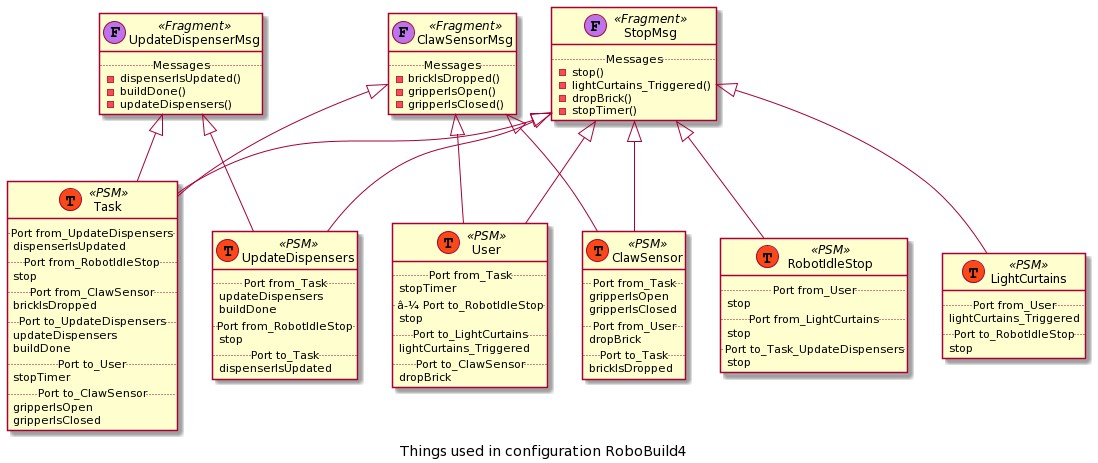 F
«Fragment»
UpdateDispenserMsg
Messages
dispenserIsUpdated()
buildDone()
updateDispensers()
F
«Fragment»
ClawSensorMsg
Messages
brickIsDropped()
gripperIsOpen()
gripperIsClosed()
F
«Fragment»
StopMsg
Messages
stop()
lightCurtains_Triggered()
dropBrick()
stopTimer()
T
«PSM»
Task
Port from_UpdateDispensers
dispenserIsUpdated
Port from_RobotIdleStop
stop
Port from_ClawSensor
brickIsDropped
Port to_UpdateDispensers
updateDispensers
buildDone
Port to_User
stopTimer
Port to_ClawSensor
gripperIsOpen
gripperIsClosed
T
«PSM»
UpdateDispensers
Port from_Task
updateDispensers
buildDone
Port from_RobotIdleStop
stop
Port to_Task
dispenserIsUpdated
T
«PSM»
User
Port from_Task
stopTimer
â-¼ Port to_RobotIdleStop
stop
Port to_LightCurtains
lightCurtains_Triggered
Port to_ClawSensor
dropBrick
T
«PSM»
ClawSensor
Port from_Task
gripperIsOpen
gripperIsClosed
Port from_User
dropBrick
Port to_Task
brickIsDropped
T
«PSM»
RobotIdleStop
Port from_User
stop
Port from_LightCurtains
stop
Port to_Task_UpdateDispensers
stop
T
«PSM»
LightCurtains
Port from_User
lightCurtains_Triggered
Port to_RobotIdleStop
stop
Things used in configuration RoboBuild4